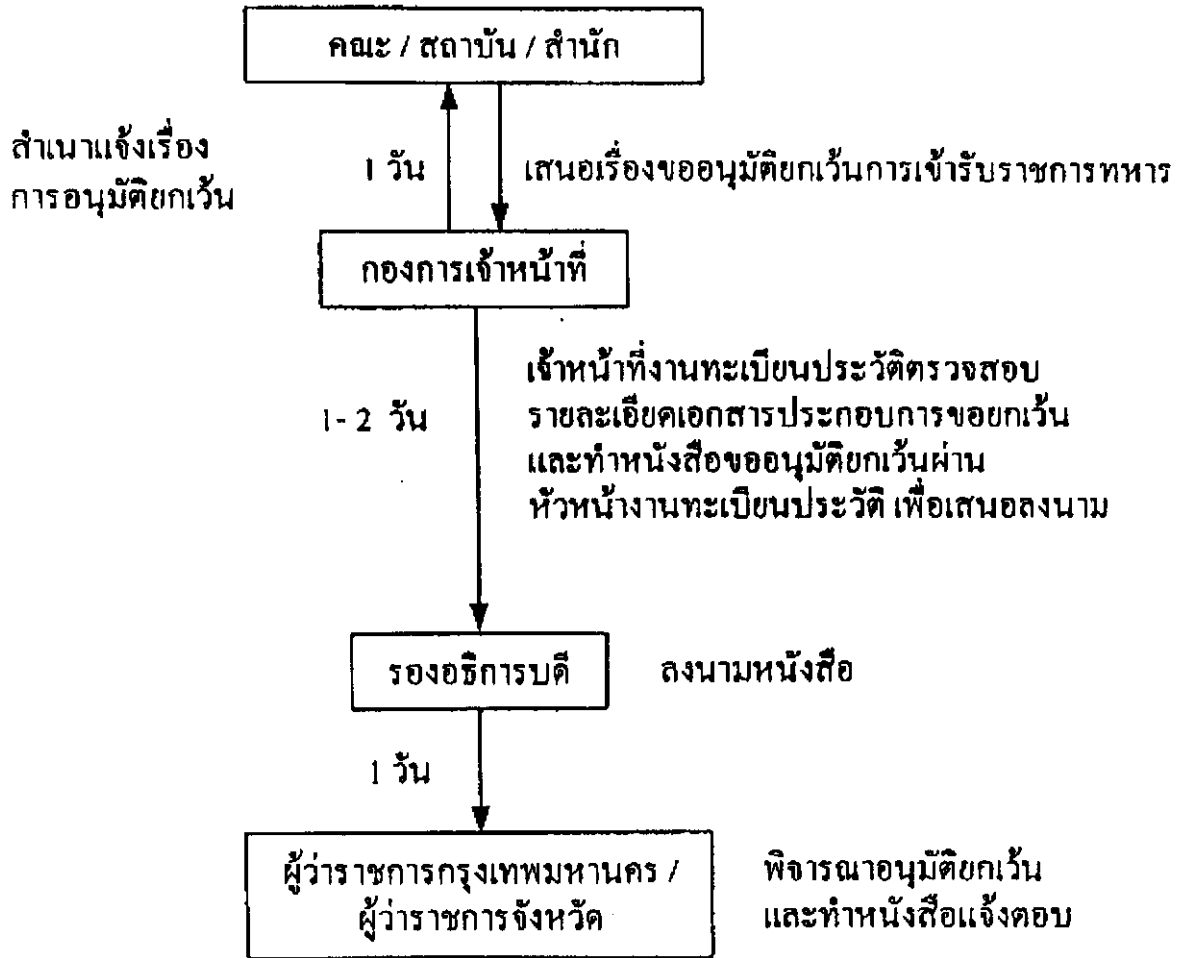 คณะ / สถาบัน / สำนัก
สำเนาแจ้งเรื่อง
การอนุมัติยกเว้น
1 วัน
เสนอเรื่องขออนุมัติยกเว้นการเข้ารับราชการทหาร
กองการเจ้าหน้าที่
1- 2 วัน
เจ้าหน้าที่งานทะเบียนประวัติตรวจสอบ
รายละเอียดเอกสารประกอบการขอยกเว้น
และทำหนังสือขออนุมัติยกเว้นผ่าน
หัวหน้างานทะเบียนประวัติ เพื่อเสนอลงนาม
รองอธิการบดี
ลงนามหนังสือ
1 วัน
ผู้ว่าราชการกรุงเทพมหานคร /
ผู้ว่าราชการจังหวัด
พิจารณาอนุมัติยกเว้น
และทำหนังสือแจ้งตอบ